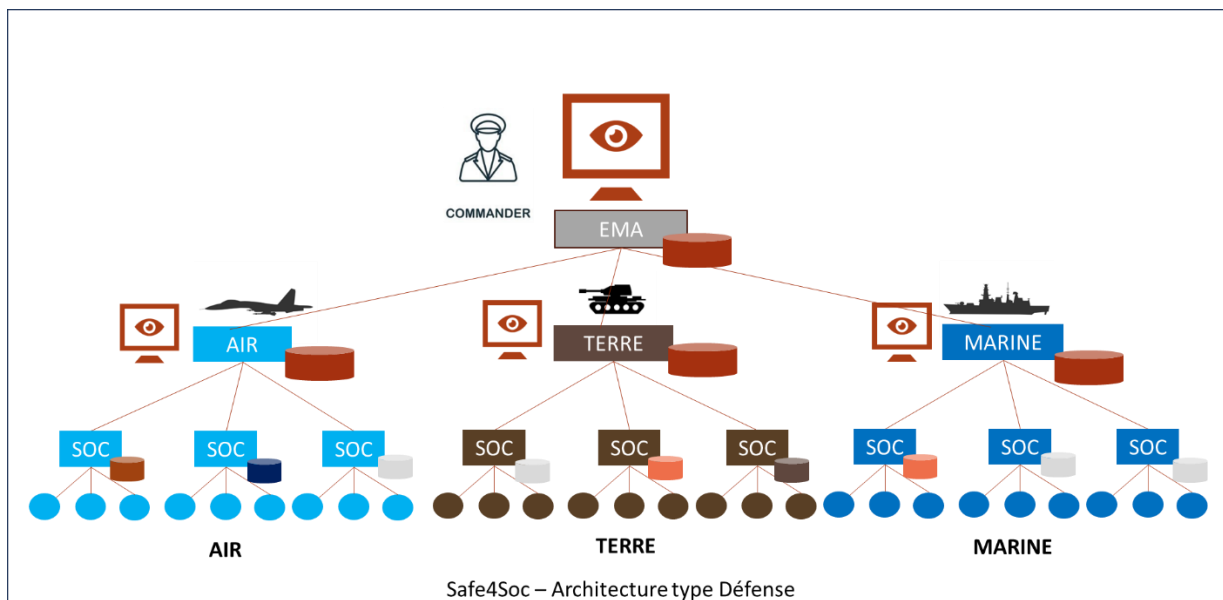 COMMANDER
EMA
AIR
TERRE
MARINE
SOC
SOC
SOC
SOC
SOC
SOC
SOC
SOC
SOC
AIR
TERRE
MARINE
Safe4Soc – Architecture type Défense